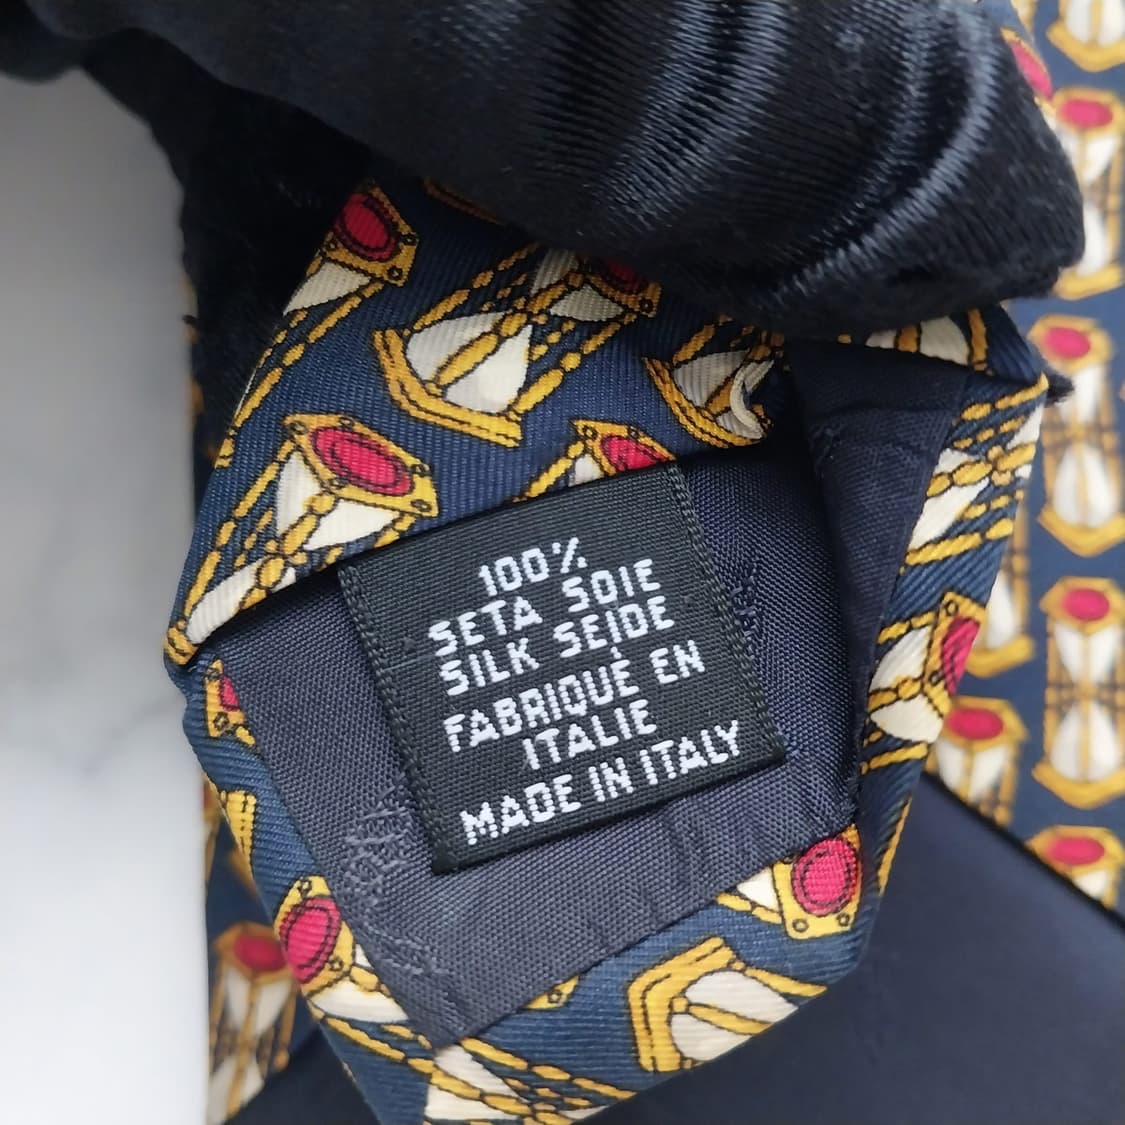 100%
SETA SOIE
SILK SEIDE
FABRIQUÉ EN
ITALIE
MADE IN ITALY